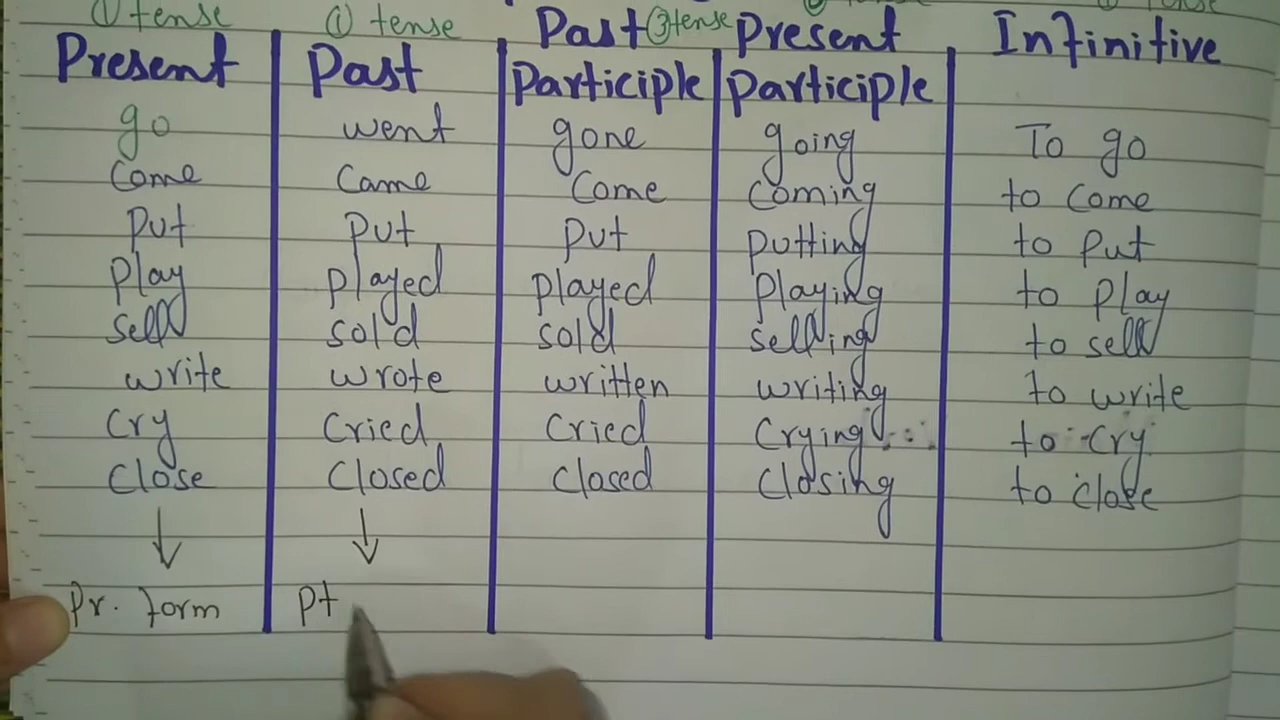 ① tense ① tense ③tense
Present Past Past Participle Present Participle Infinitive
go went gone going To go
Come Came Come Coming to Come
Put Put Put Putting to Put
Play Played Played Playing to Play
Sell Sold Sold Selling to Sell
write wrote written writing to write
Cry Cried Cried Crying to Cry
Close Closed Closed Closing to Close
Pr. form Pt